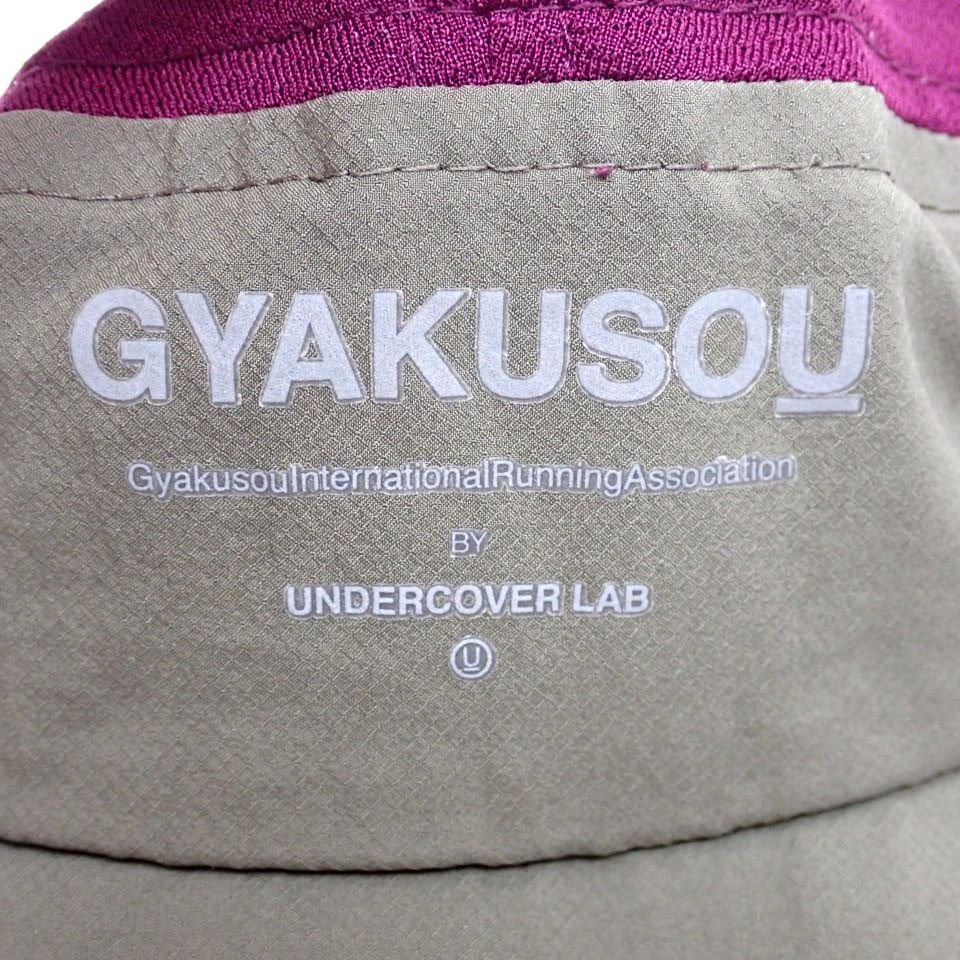 GYAKUSOU
GyakusouInternationalRunningAssociation
BY
UNDERCOVER LAB
U